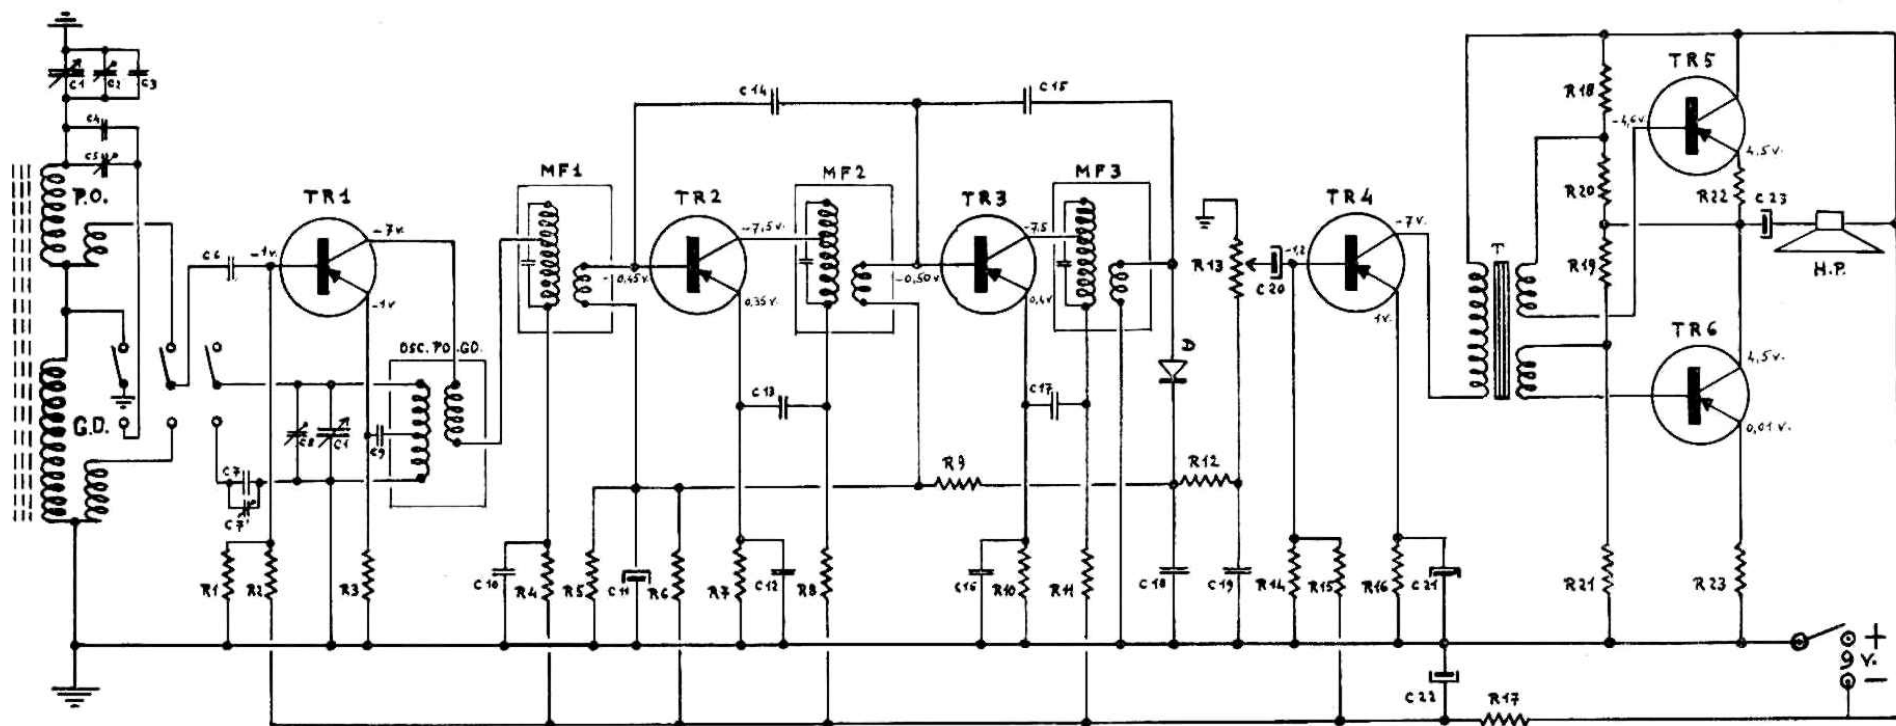 C1
C2
C3
C4
C5
P.O.
G.O.
C6
-1v.
TR1
-7v.
-1v
OSC. PO.GO.
C7
C7'
C8
C1
C9
R1
R2
R3
MF1
C10
R4
R5
C11
R6
-0,45v.
TR2
-7,5v.
0,35v.
C14
C13
R7
C12
R8
MF2
-0,50v.
TR3
-7,5
0,4v
C15
MF3
R9
C17
C16
R10
R11
D
C18
R12
C19
R13
C20
-1,2
TR4
-7v.
1v.
R14
R15
R16
C21
C22
R17
T
R18
R20
R19
R21
-4,6v.
TR5
4,5v.
R22
C23
H.P.
TR6
4,5v.
0,01v.
R23
+
9v.
-